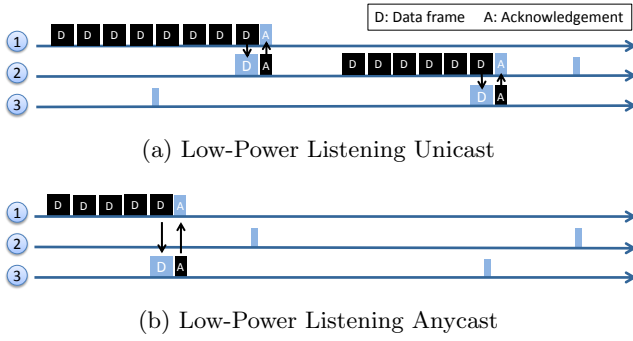 D: Data frame A: Acknowledgement
1 D D D D D D D D A
2 D A D D D D D D A
3 D A
(a) Low-Power Listening Unicast
1 D D D D D A
2
3 D A
(b) Low-Power Listening Anycast